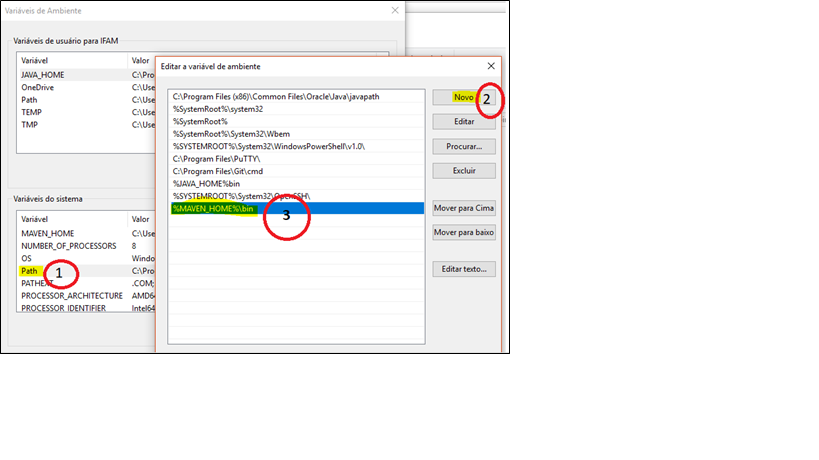 Variáveis de Ambiente
Variáveis de usuário para IFAM
Variável Valor
JAVA_HOME C:\Pro
OneDrive C:\Use
Path C:\Use
TEMP C:\Use
TMP C:\Use
Variáveis do sistema
Variável Valor
MAVEN_HOME C:\Use
NUMBER_OF_PROCESSORS 8
OS Windo
Path C:\Pro
1
PATHEXT .COM;
PROCESSOR_ARCHITECTURE AMD64
PROCESSOR_IDENTIFIER Intel64
Editar a variável de ambiente
C:\Program Files (x86)\Common Files\Oracle\Java\javapath
%SystemRoot%\system32
%SystemRoot%
%SystemRoot%\System32\Wbem
%SYSTEMROOT%\System32\WindowsPowerShell\v1.0\
C:\Program Files\PuTTY\
C:\Program Files\Git\cmd
%JAVA_HOME%bin
%SYSTEMROOT%\System32\OpenSSH\
%MAVEN_HOME%\bin
3
Novo
2
Editar
Procurar...
Excluir
Mover para Cima
Mover para baixo
Editar texto...